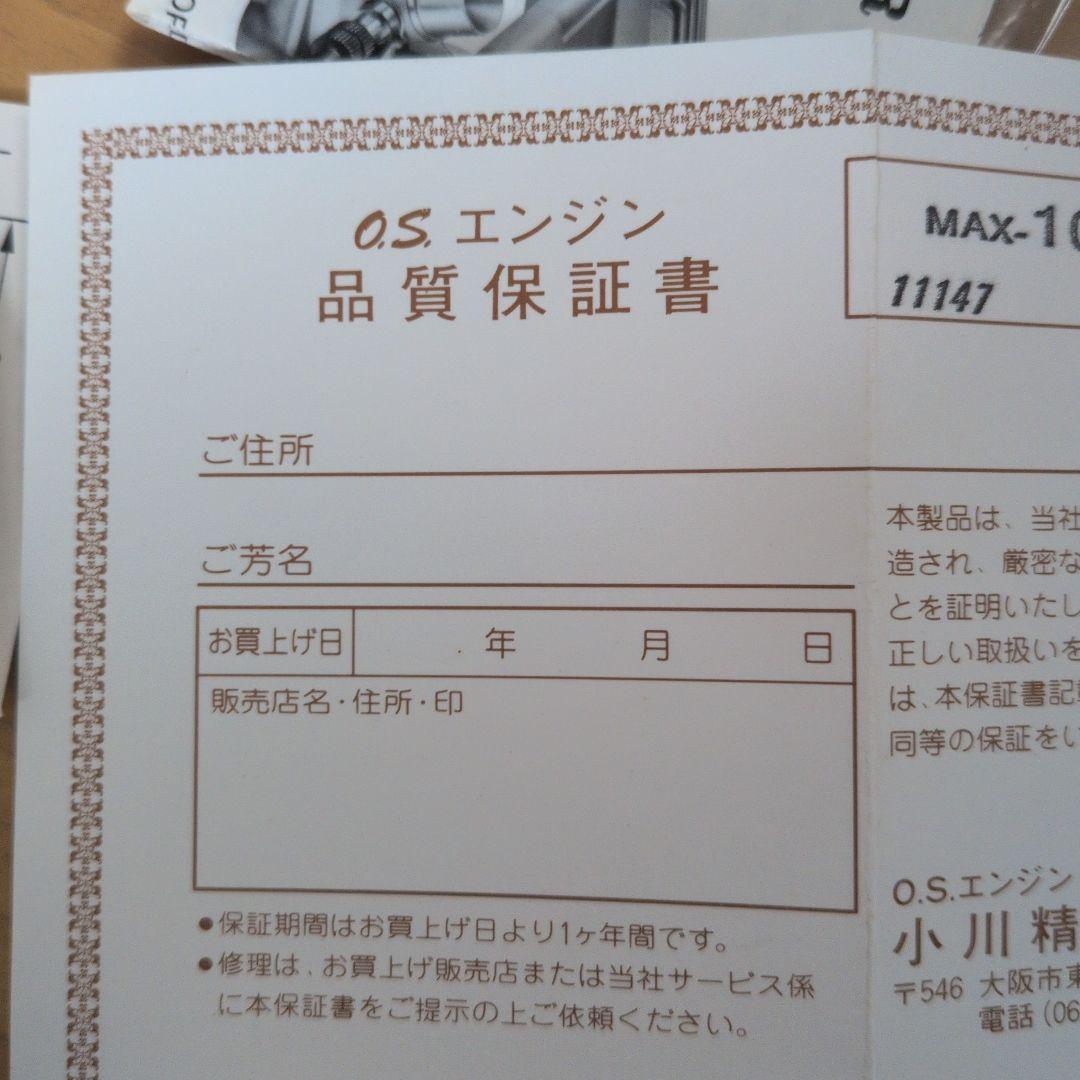 O.S.エンジン
品質保証書
MAX-10
11147
ご住所
ご芳名
お買上げ日 年 月 日
販売店名・住所・印
●保証期間はお買上げ日より1ヶ年間です。
●修理は、お買上げ販売店または当社サービス係
に本保証書をご提示の上ご依頼ください。
本製品は、当社
造され、厳密な
とを証明いたし
正しい取扱いを
は、本保証書記
同等の保証をい
O.S.エンジン
小川精
〒546 大阪市東
電話(06